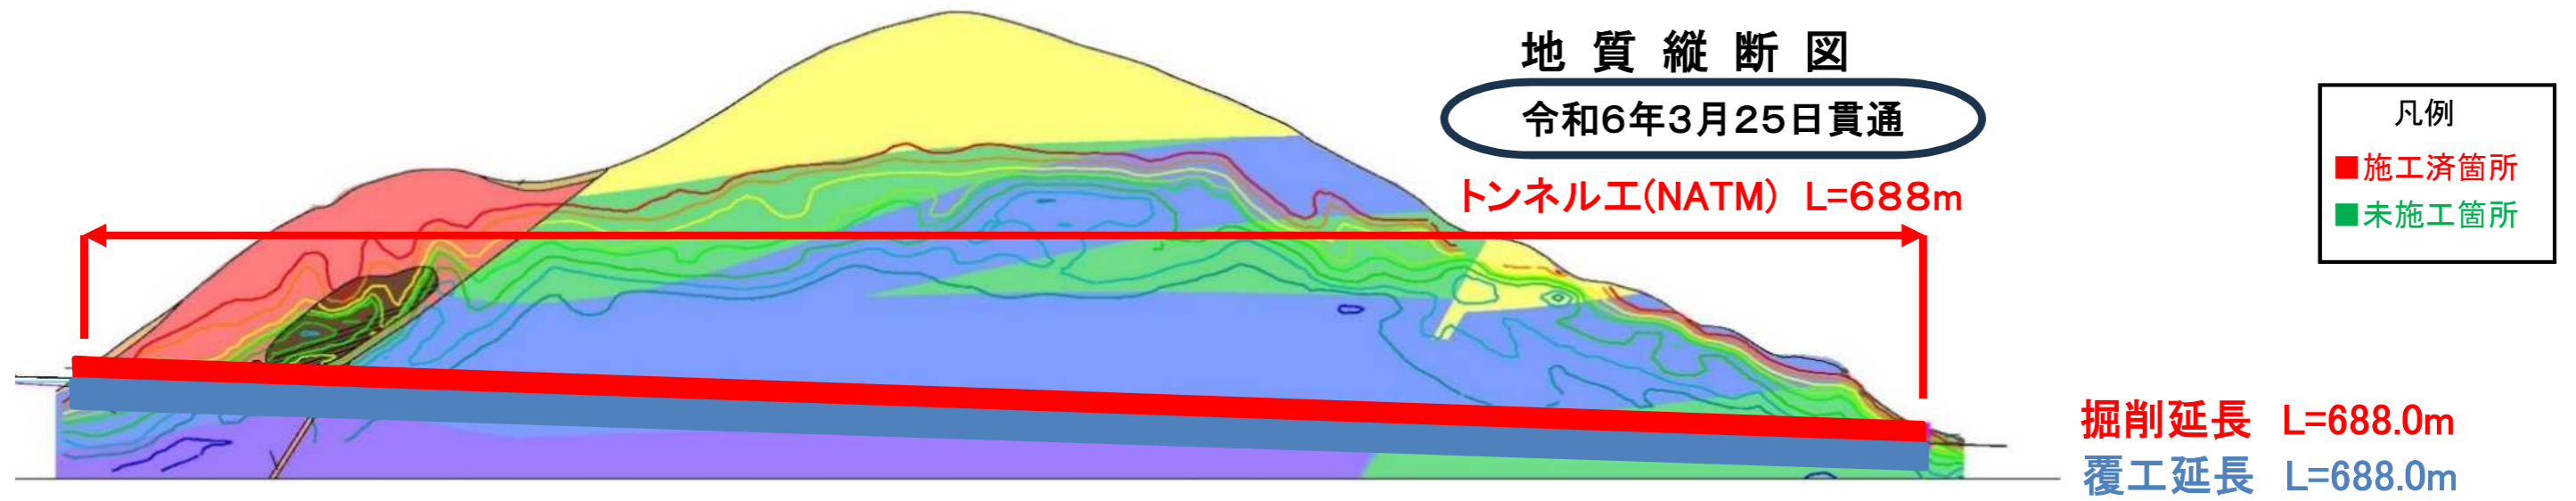 地質縦断図
令和6年3月25日貫通
トンネル工(NATM) L=688m
凡例
■施工済箇所
■未施工箇所
掘削延長 L=688.0m
覆工延長 L=688.0m